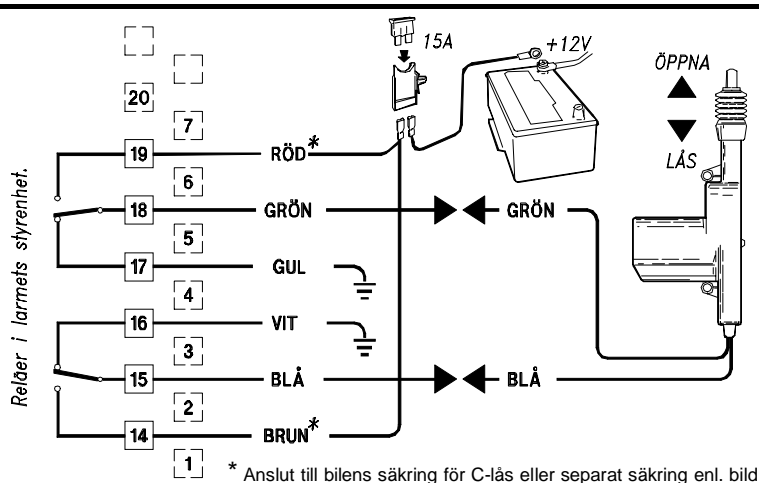 15A
+12V
ÖPPNA
LÅS
20
7
19 RÖD*
6
18 GRÖN GRÖN
5
17 GUL
4
16 VIT
3
15 BLÅ BLÅ
2
14 BRUN*
1
Reläer i larmets styrenhet.
* Anslut till bilens säkring för C-lås eller separat säkring enl. bild